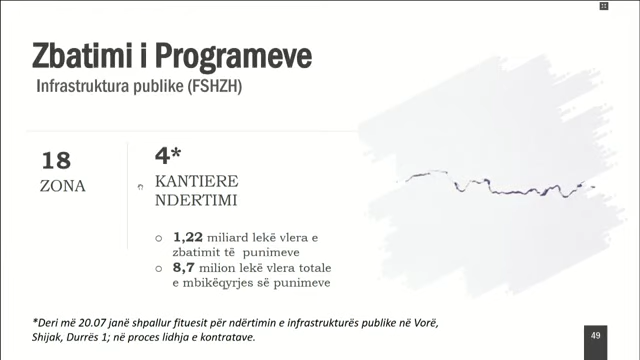 Zbatimi i Programeve
Infrastruktura publike (FSHZH)
18
ZONA
4*
KANTIERE
NDERTIMI
o 1,22 miliard lekë vlera e
zbatimit të punimeve
o 8,7 milion lekë vlera totale
e mbikëqyrjes së punimeve
*Deri më 20.07 janë shpallur fituesit për ndërtimin e infrastrukturës publike në Vorë,
Shijak, Durrës 1; në proces lidhja e kontratave.
49